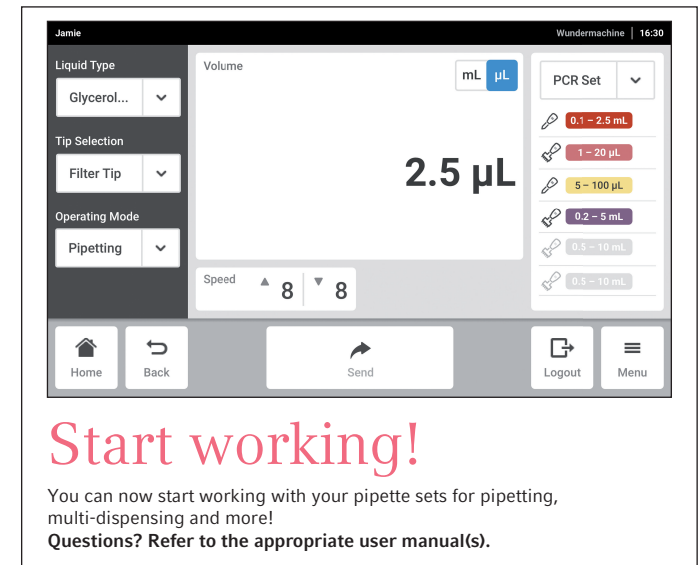 Jamie
Wundermachine | 16:30
Liquid Type
Glycerol...
Tip Selection
Filter Tip
Operating Mode
Pipetting
Volume
mL µL
2.5 µL
Speed ▲ 8 ▼ 8
PCR Set
0.1 – 2.5 mL
1 – 20 µL
5 – 100 µL
0.2 – 5 mL
0.5 – 10 mL
0.5 – 10 mL
Home
Back
Send
Logout
Menu
Start working!
You can now start working with your pipette sets for pipetting,
multi-dispensing and more!
Questions? Refer to the appropriate user manual(s).